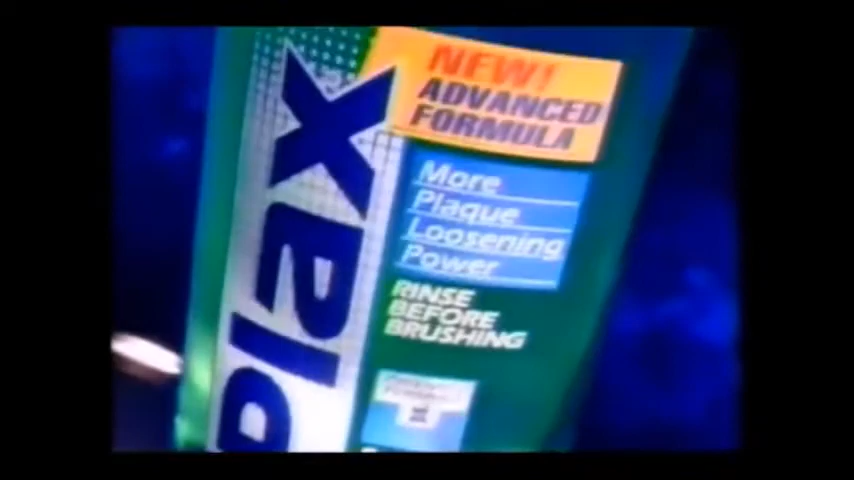 Plax
NEW!
ADVANCED
FORMULA
More
Plaque
Loosening
Power
RINSE
BEFORE
BRUSHING